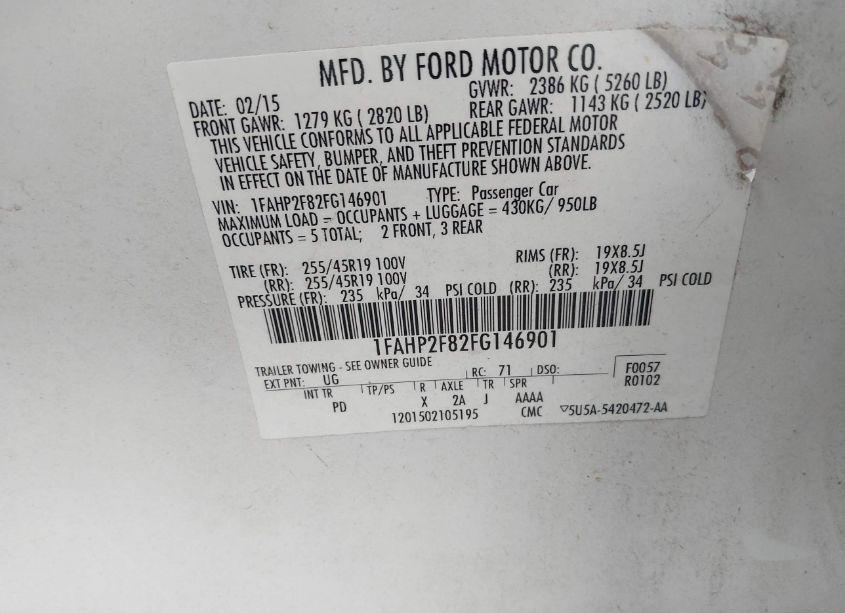 MFD. BY FORD MOTOR CO.
DATE: 02/15 GVWR: 2386 KG ( 5260 LB)
FRONT GAWR: 1279 KG ( 2820 LB) REAR GAWR: 1143 KG ( 2520 LB)
THIS VEHICLE CONFORMS TO ALL APPLICABLE FEDERAL MOTOR
VEHICLE SAFETY, BUMPER, AND THEFT PREVENTION STANDARDS
IN EFFECT ON THE DATE OF MANUFACTURE SHOWN ABOVE.
VIN: 1FAHP2F82FG146901 TYPE: Passenger Car
MAXIMUM LOAD = OCCUPANTS + LUGGAGE = 430KG/ 950LB
OCCUPANTS = 5 TOTAL; 2 FRONT, 3 REAR
TIRE (FR): 255/45R19 100V RIMS (FR): 19X8.5J
(RR): 255/45R19 100V (RR): 19X8.5J
PRESSURE (FR): 235 kPa/ 34 PSI COLD (RR): 235 kPa/ 34 PSI COLD
1FAHP2F82FG146901
TRAILER TOWING - SEE OWNER GUIDE
EXT PNT: UG RC: 71 DSO: F0057
INT TR TP/PS R AXLE TR SPR R0102
PD X 2A J AAAA
1201502105195 CMC ▽5U5A-5420472-AA